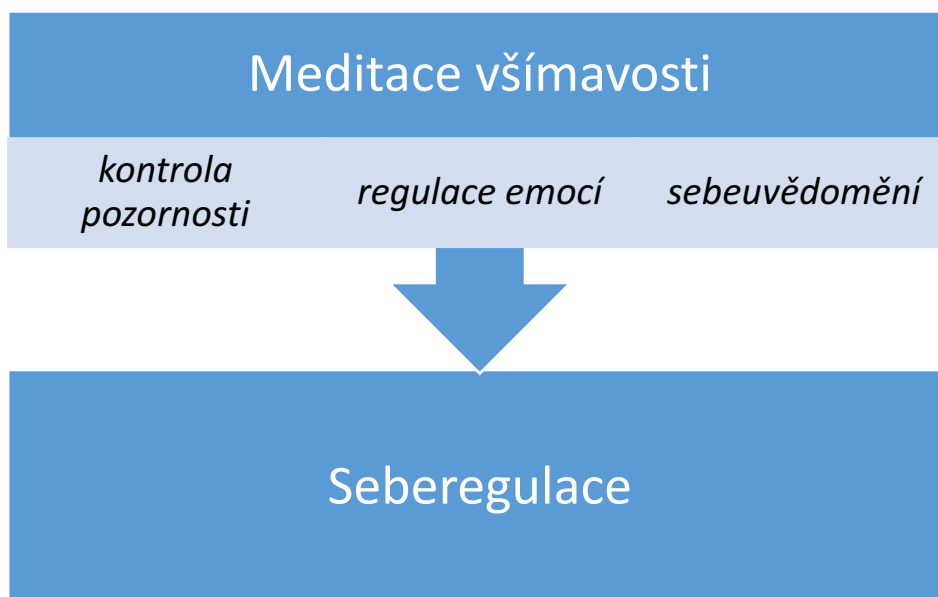 Meditace všímavosti
kontrola
pozornosti
regulace emocí
sebeuvědomění
Seberegulace